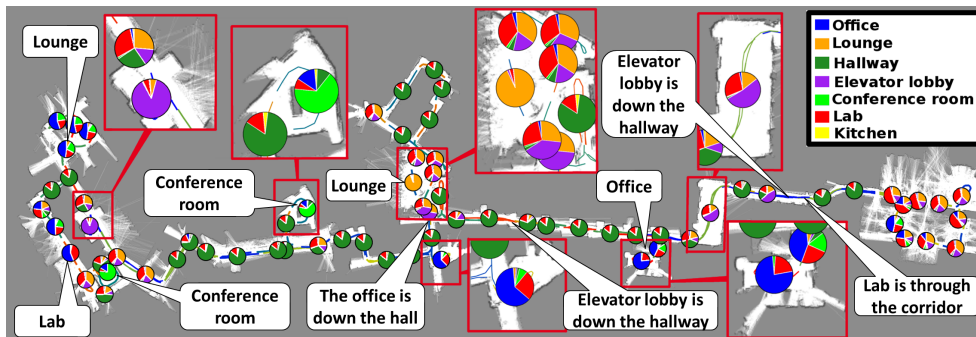 Lounge
Conference
room
Lounge
Elevator
lobby is
down the
hallway
Office
Office
Lounge
Hallway
Elevator lobby
Conference room
Lab
Kitchen
Lab
Conference
room
The office is
down the hall
Elevator lobby is
down the hallway
Lab is through
the corridor